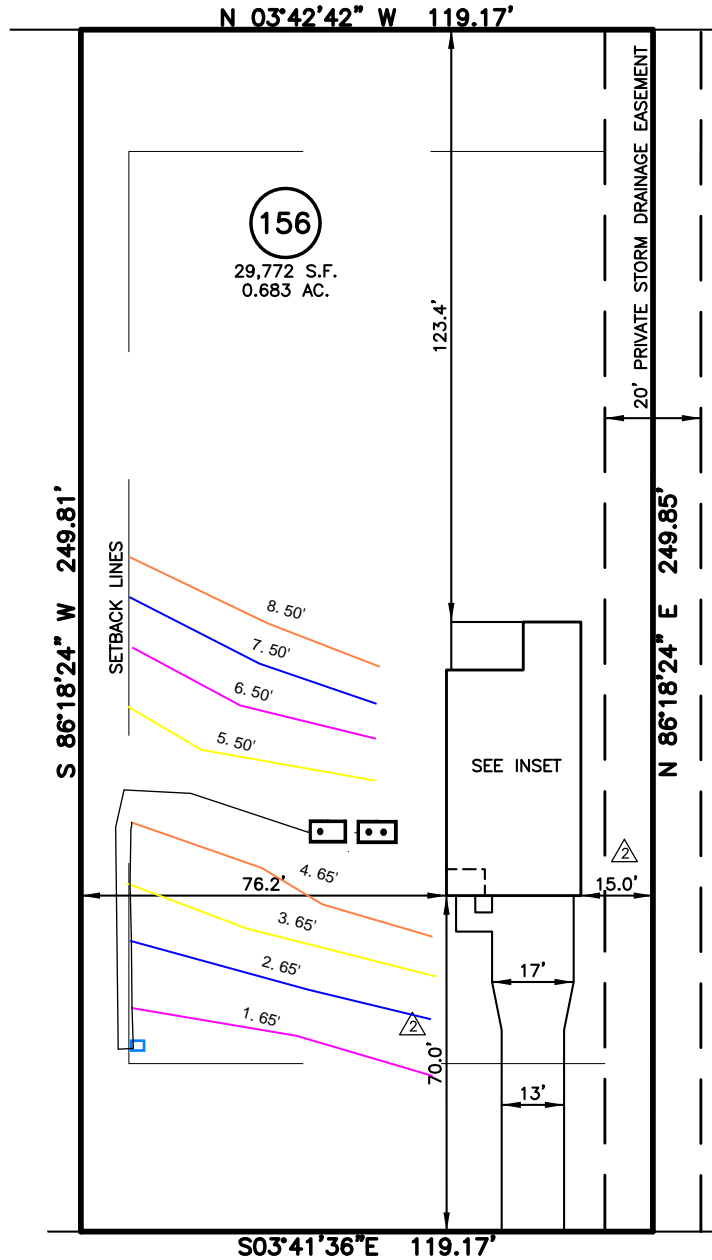 N 03°42'42" W 119.17'
20' PRIVATE STORM DRAINAGE EASEMENT
156
29,772 S.F.
0.683 AC.
123.4'
S 86°18'24" W 249.81'
SETBACK LINES
N 86°18'24" E 249.85'
8. 50'
7. 50'
6. 50'
5. 50'
SEE INSET
2
4. 65'
76.2'
15.0'
3. 65'
2. 65'
17'
1. 65'
2
70.0'
13'
S03°41'36"E 119.17'